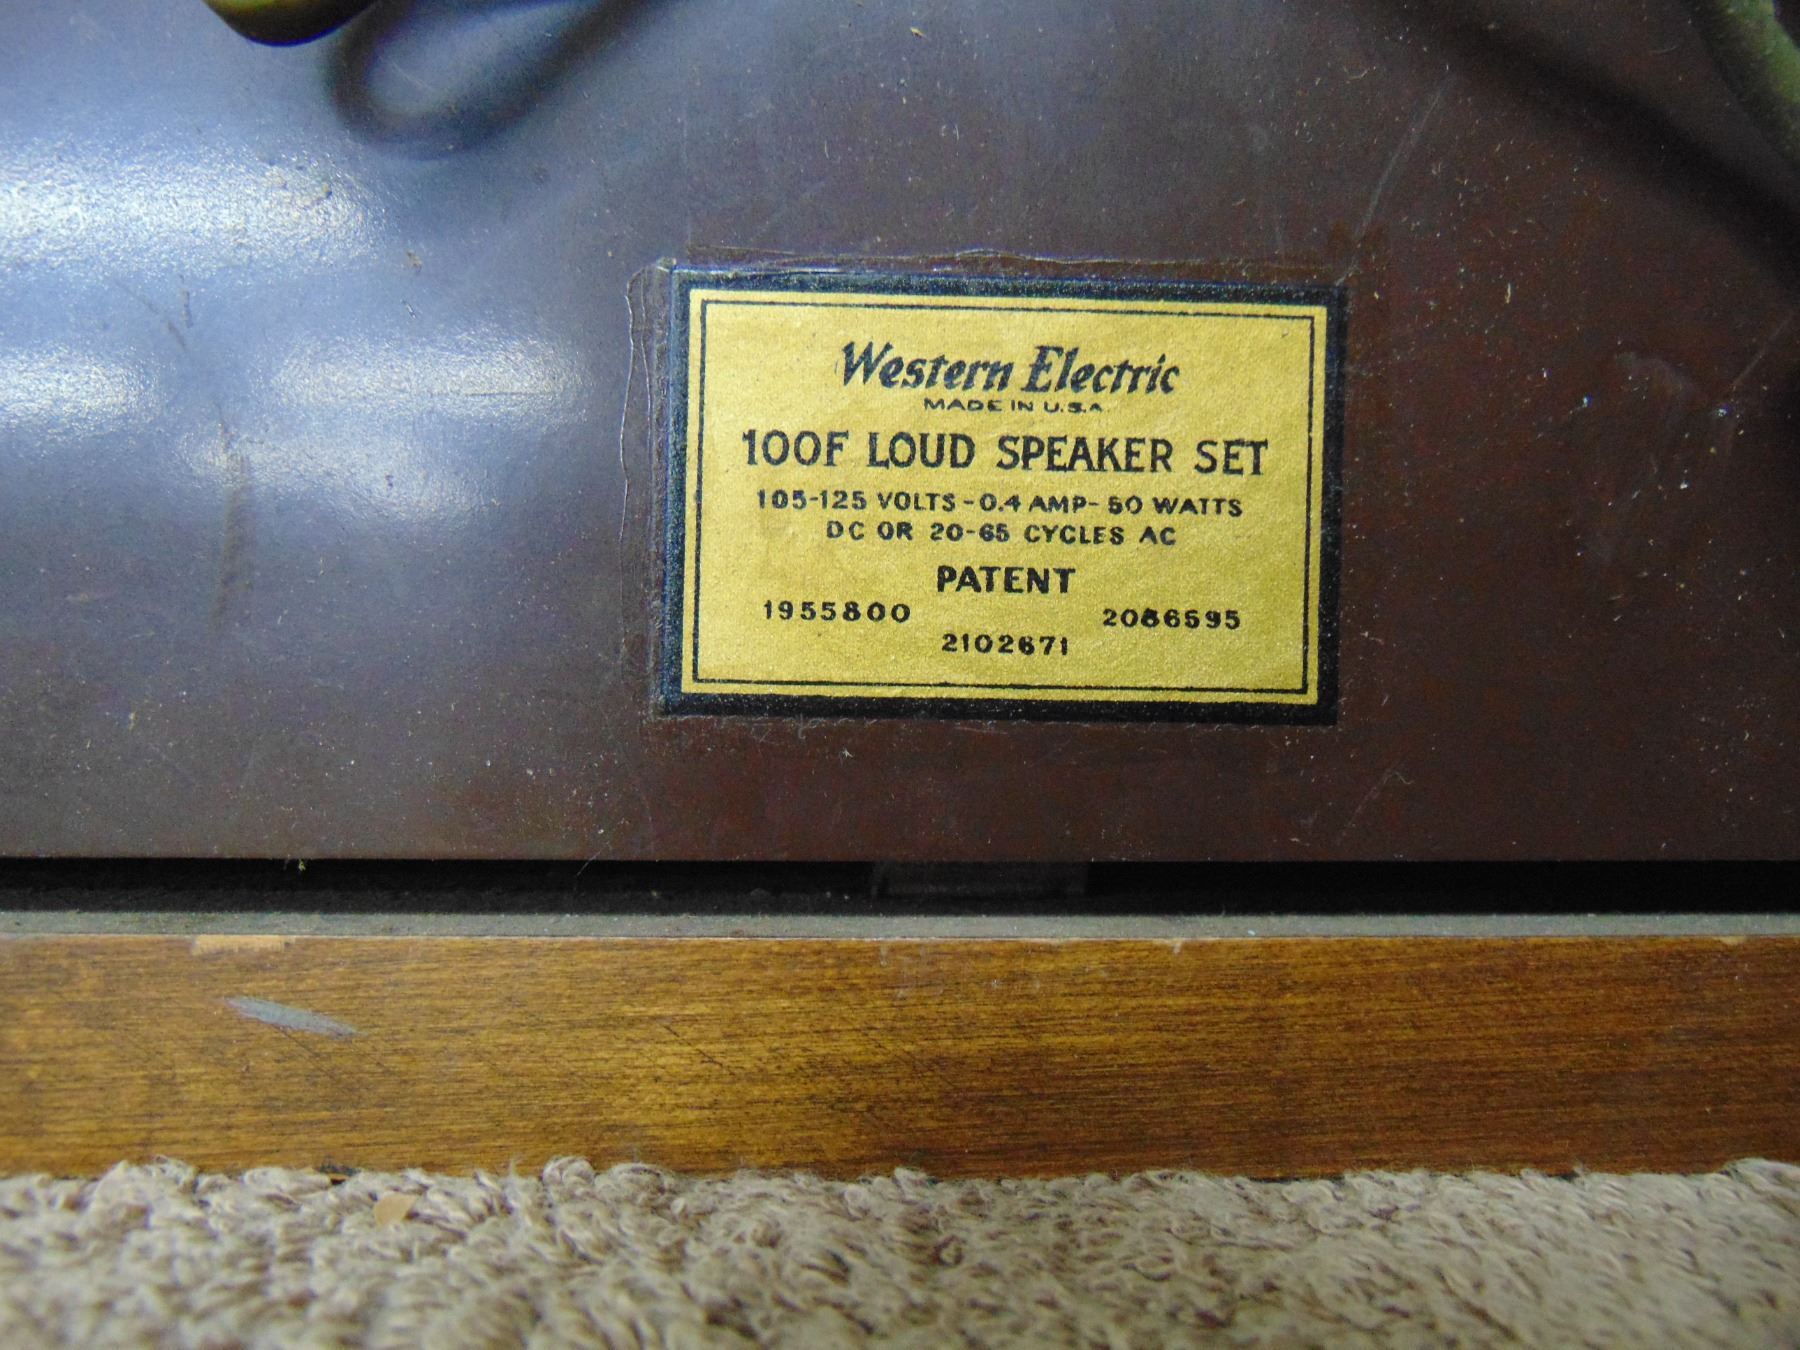 Western Electric
MADE IN U.S.A.
100F LOUD SPEAKER SET
105-125 VOLTS-0.4 AMP-50 WATTS
DC OR 20-65 CYCLES AC
PATENT
1955800 2086595
2102671